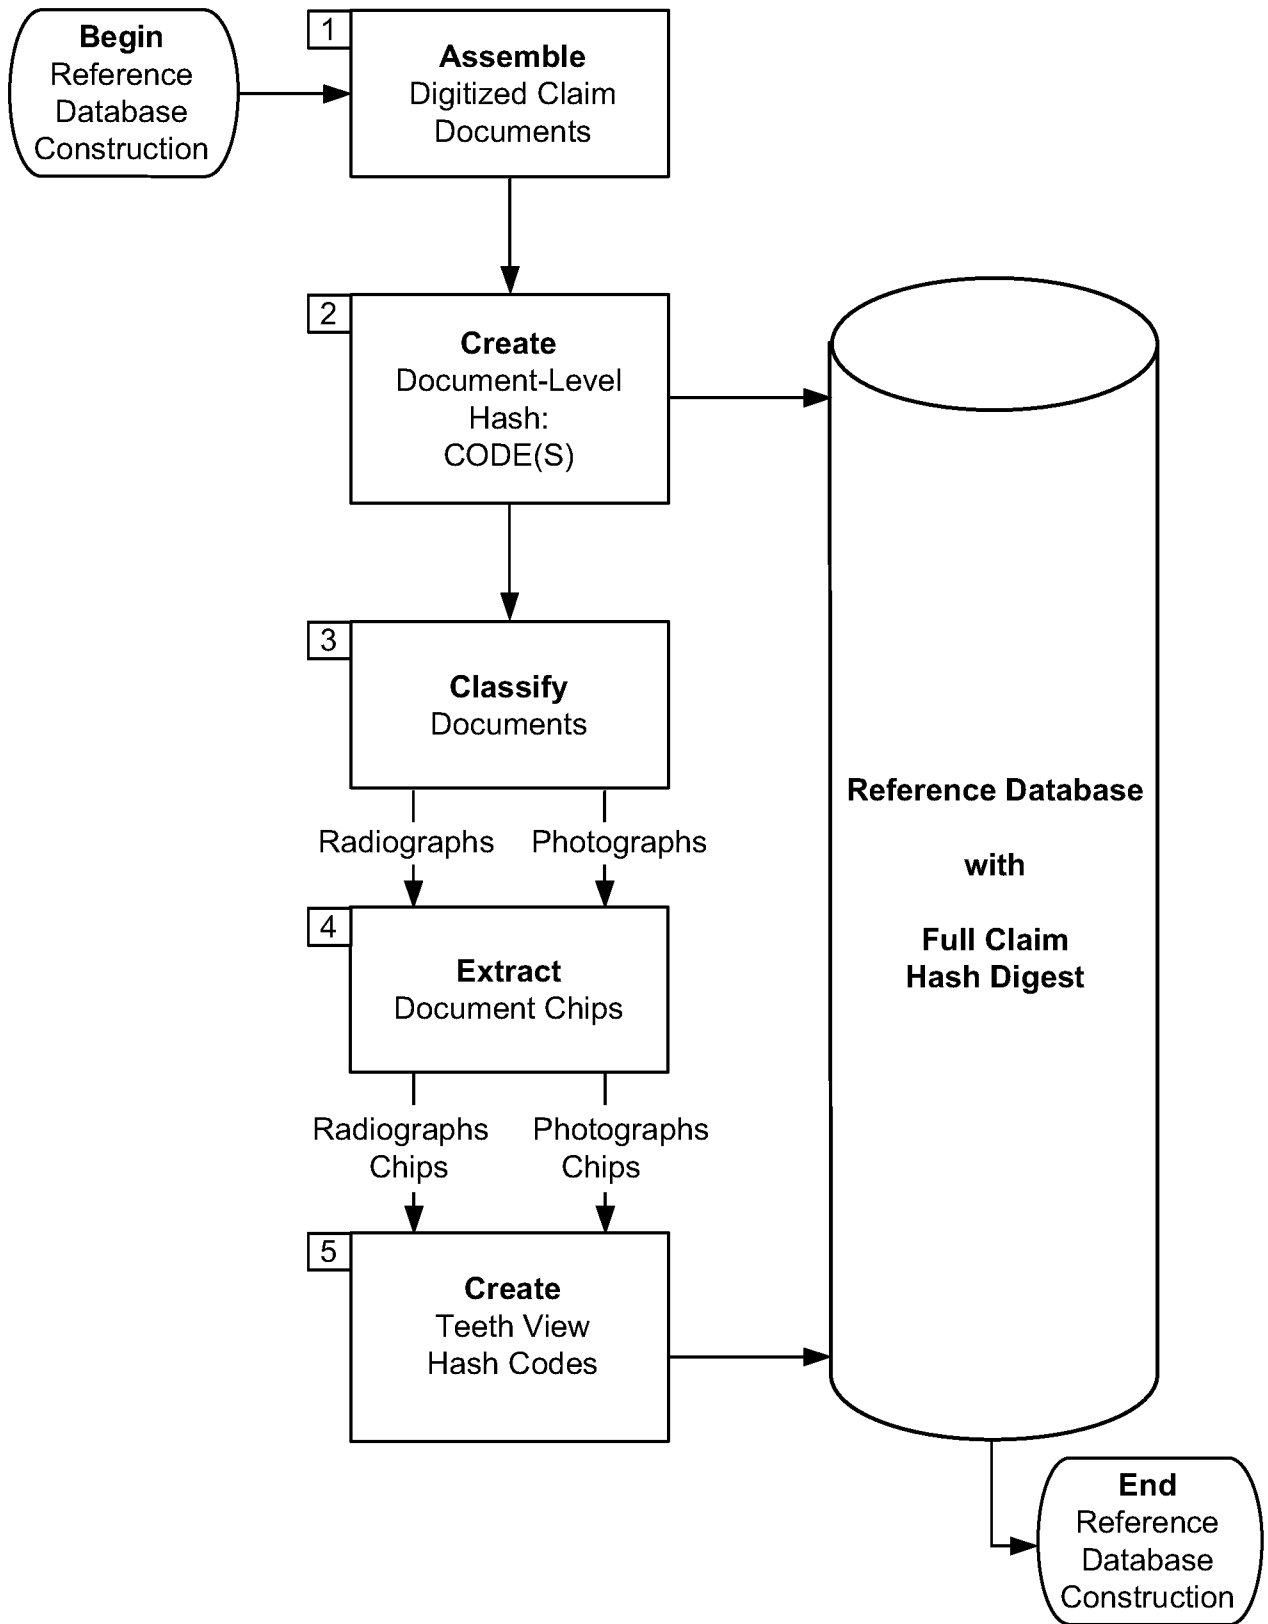 Begin
Reference
Database
Construction
1
Assemble
Digitized Claim
Documents
2
Create
Document-Level
Hash:
CODE(S)
3
Classify
Documents
Radiographs
Photographs
4
Extract
Document Chips
Radiographs
Chips
Photographs
Chips
5
Create
Teeth View
Hash Codes
Reference Database
with
Full Claim
Hash Digest
End
Reference
Database
Construction